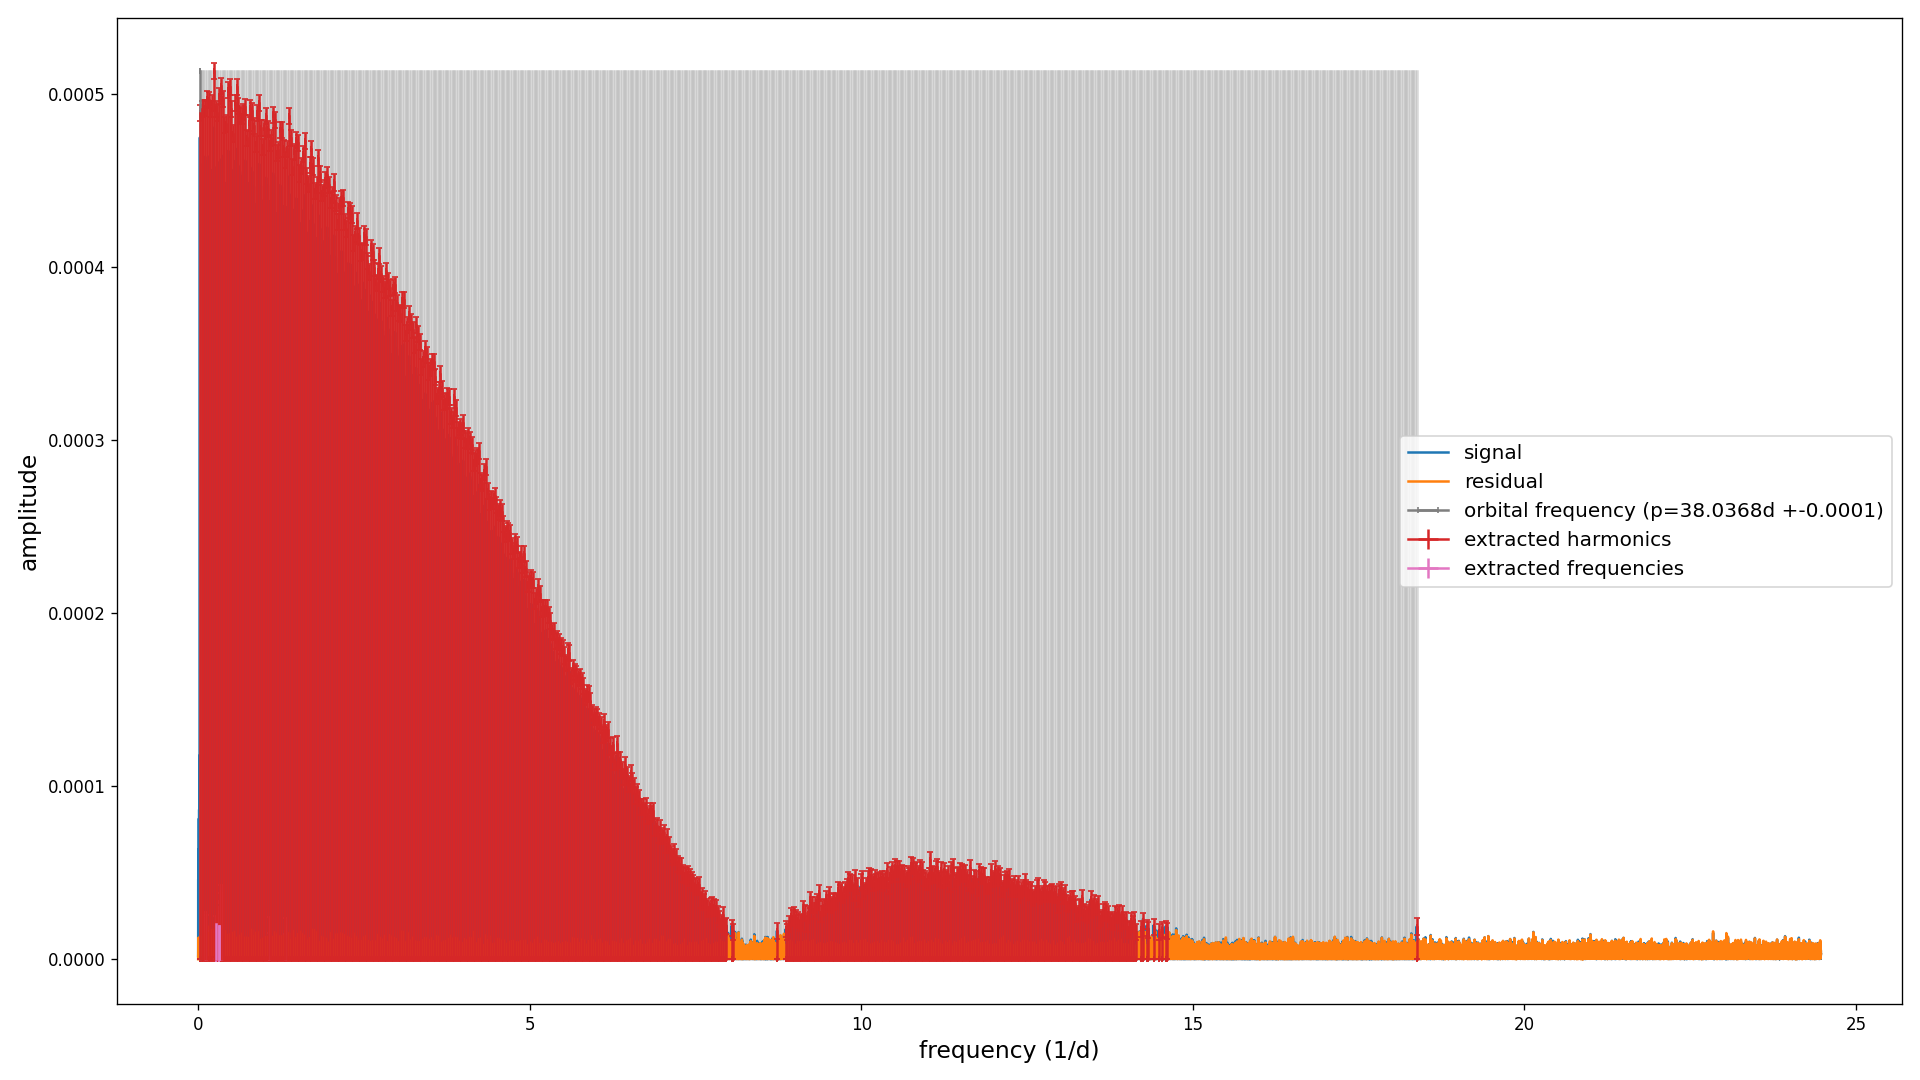 amplitude
0.0005
0.0004
0.0003
0.0002
0.0001
0.0000
signal
residual
orbital frequency (p=38.0368d +-0.0001)
extracted harmonics
extracted frequencies
0 5 10 15 20 25
frequency (1/d)